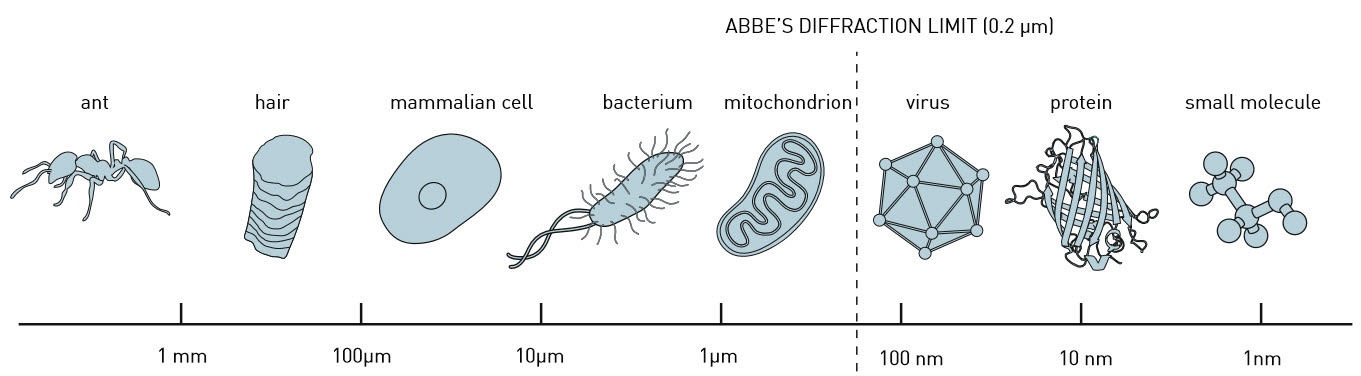 ABBE'S DIFFRACTION LIMIT (0.2 µm)
ant hair mammalian cell bacterium mitochondrion virus protein small molecule
1 mm 100µm 10µm 1µm 100 nm 10 nm 1nm